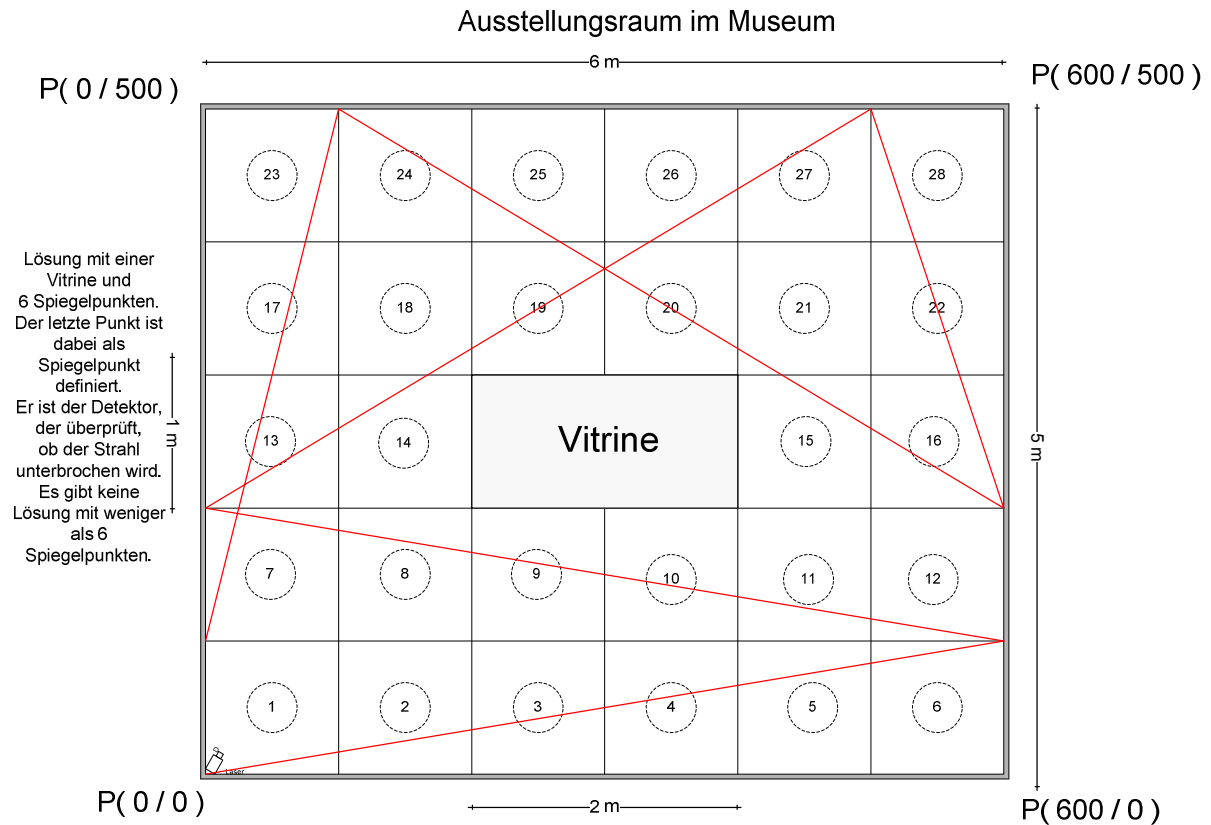 Ausstellungsraum im Museum
6 m
P( 0 / 500 )
P( 600 / 500 )
23
24
25
26
27
28
Lösung mit einer
Vitrine und
6 Spiegelpunkten.
Der letzte Punkt ist
dabei als
Spiegelpunkt
definiert.
Er ist der Detektor,
der überprüft,
ob der Strahl
unterbrochen wird.
Es gibt keine
Lösung mit weniger
als 6
Spiegelpunkten.
1 m
17
18
19
20
21
22
13
14
Vitrine
15
16
5 m
7
8
9
10
11
12
1
2
3
4
5
6
Laser
P( 0 / 0 )
2 m
P( 600 / 0 )